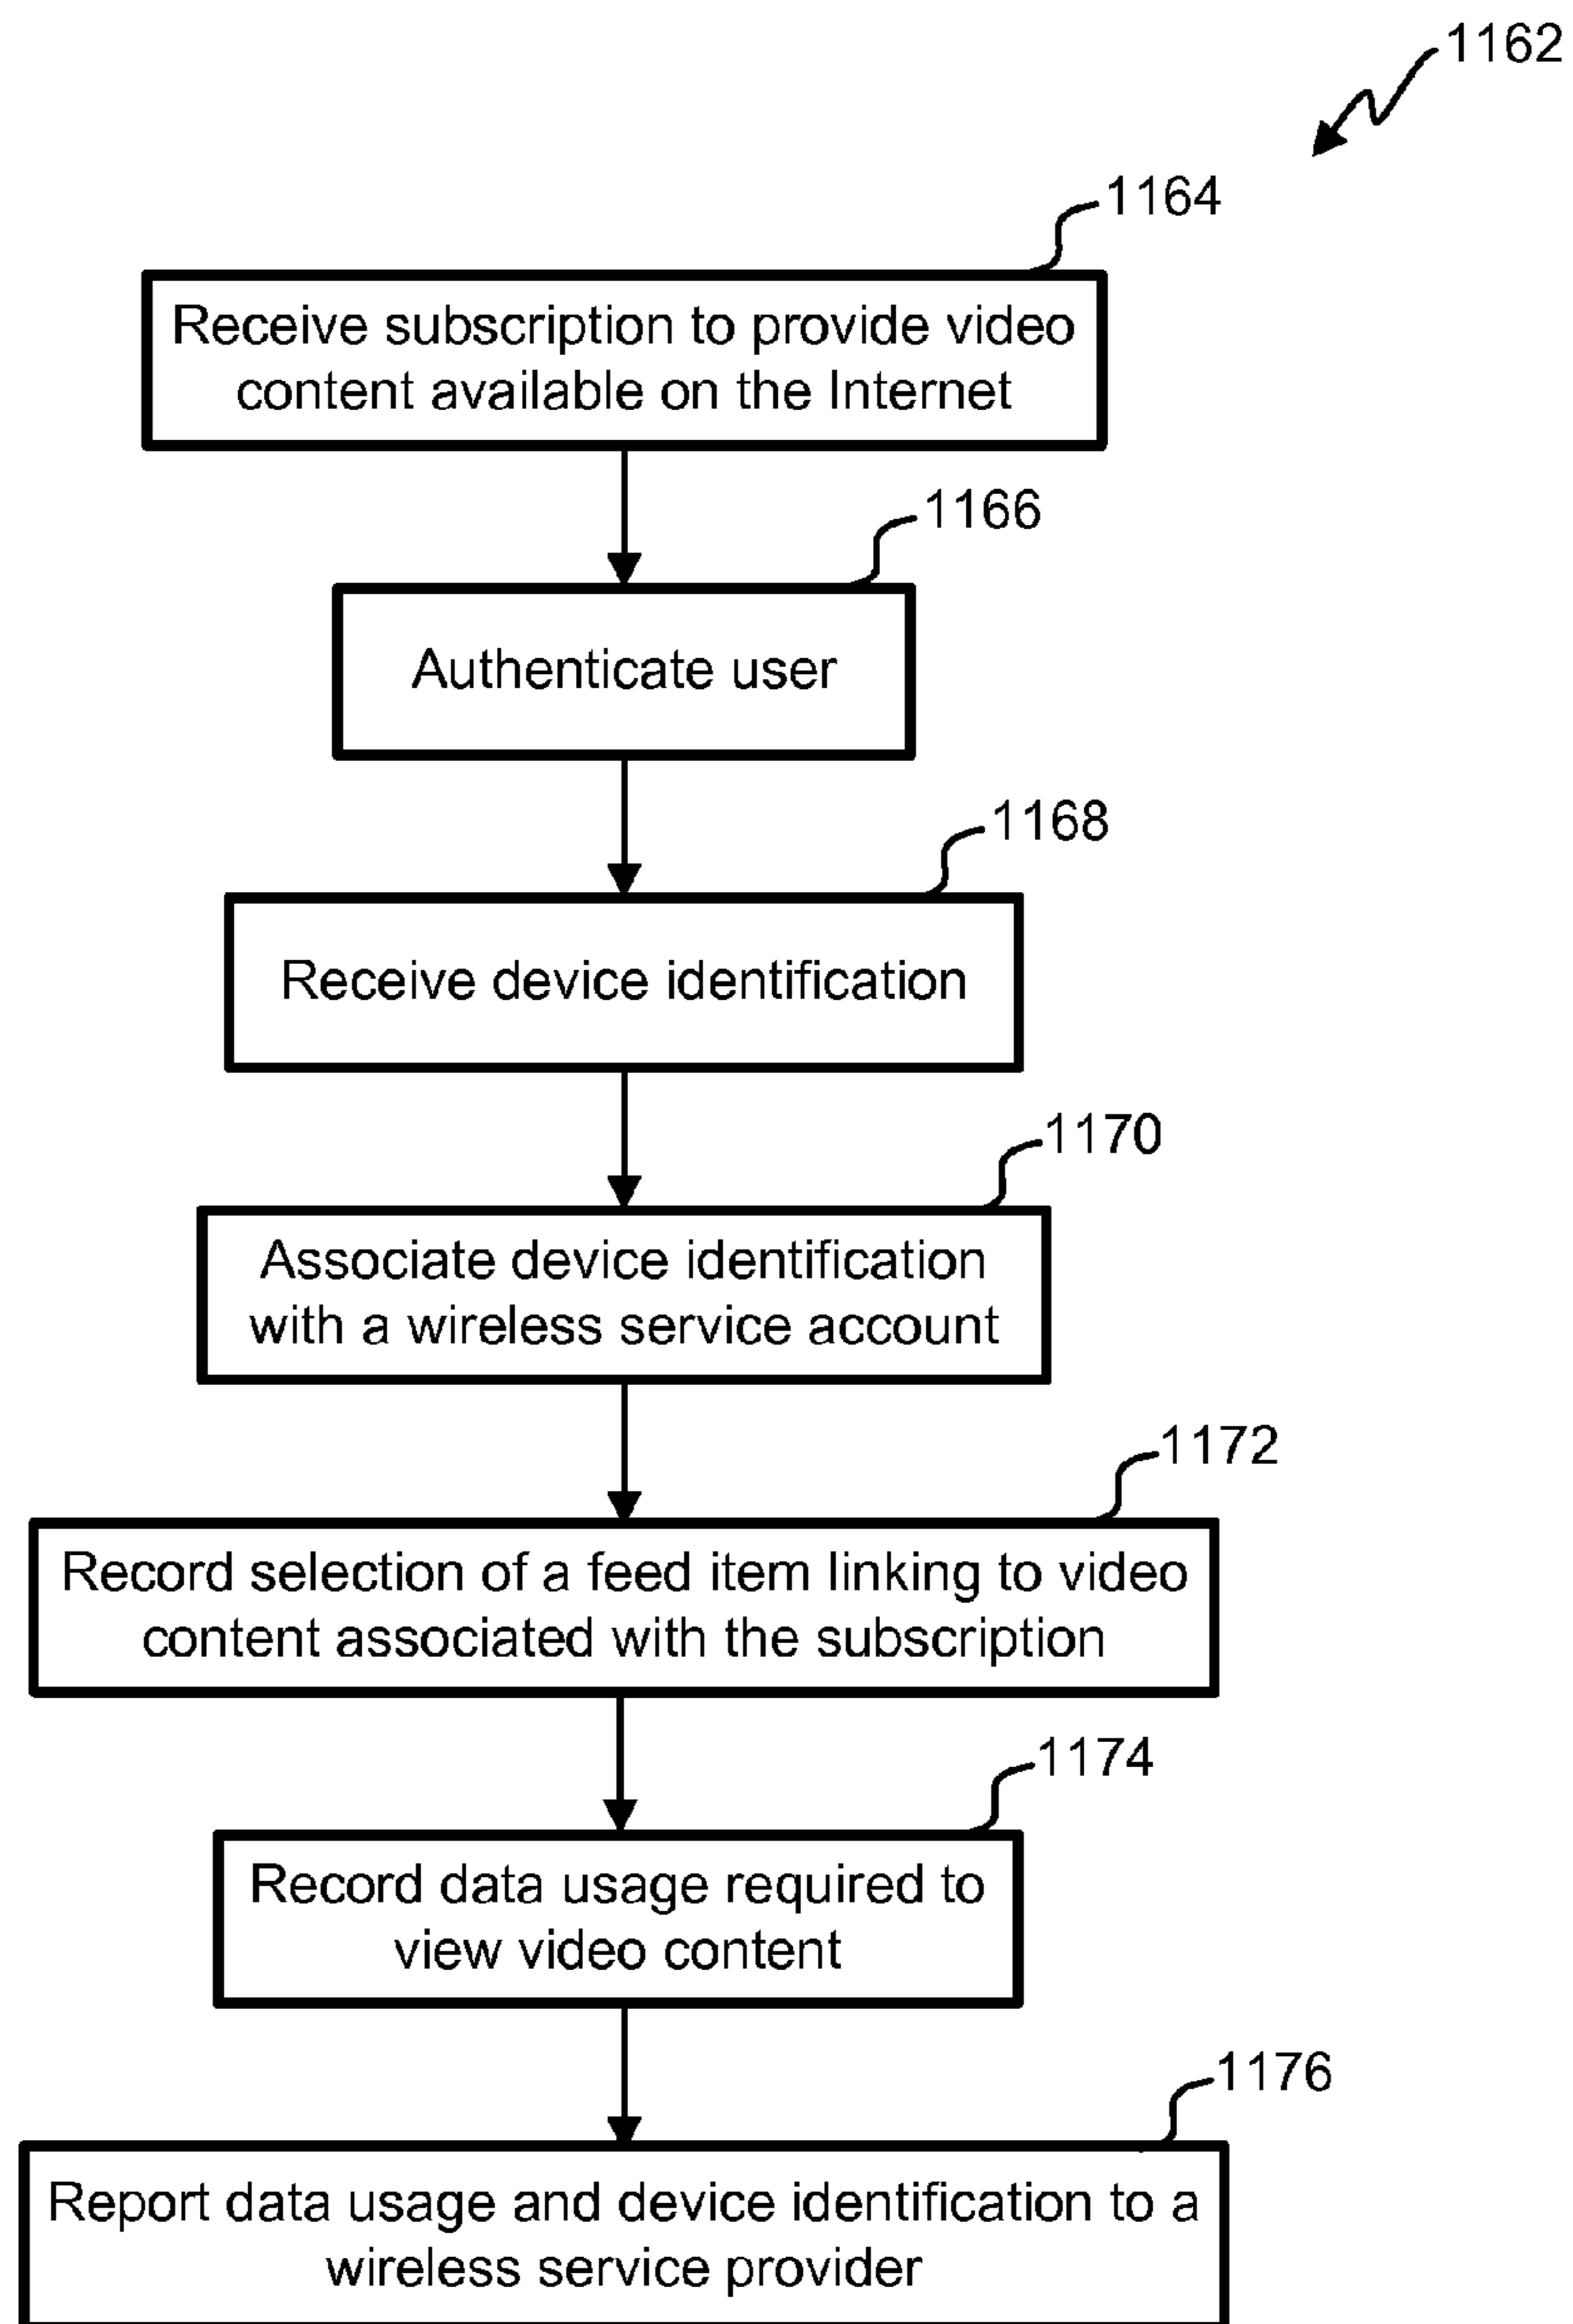 1162
1164
Receive subscription to provide video
content available on the Internet
1166
Authenticate user
1168
Receive device identification
1170
Associate device identification
with a wireless service account
1172
Record selection of a feed item linking to video
content associated with the subscription
1174
Record data usage required to
view video content
1176
Report data usage and device identification to a
wireless service provider